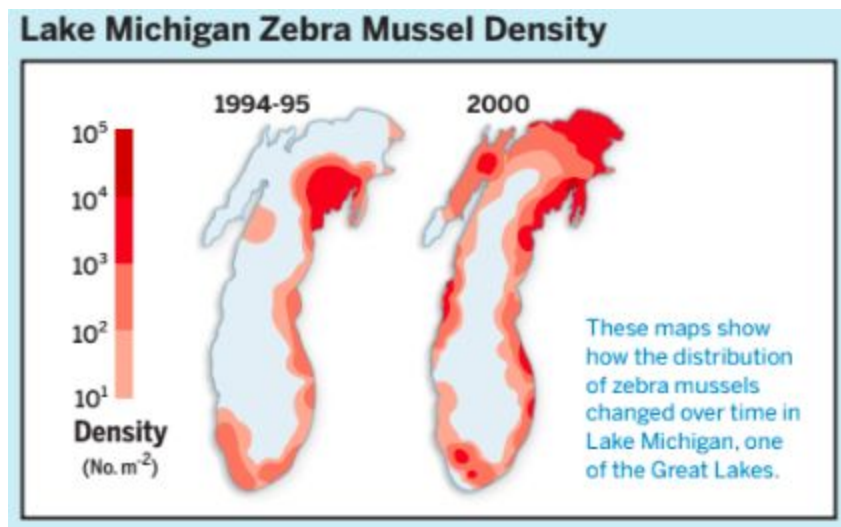 Lake Michigan Zebra Mussel Density
1994-95
2000
10⁵
10⁴
10³
10²
10¹
Density
(No. m⁻²)
These maps show
how the distribution
of zebra mussels
changed over time in
Lake Michigan, one
of the Great Lakes.